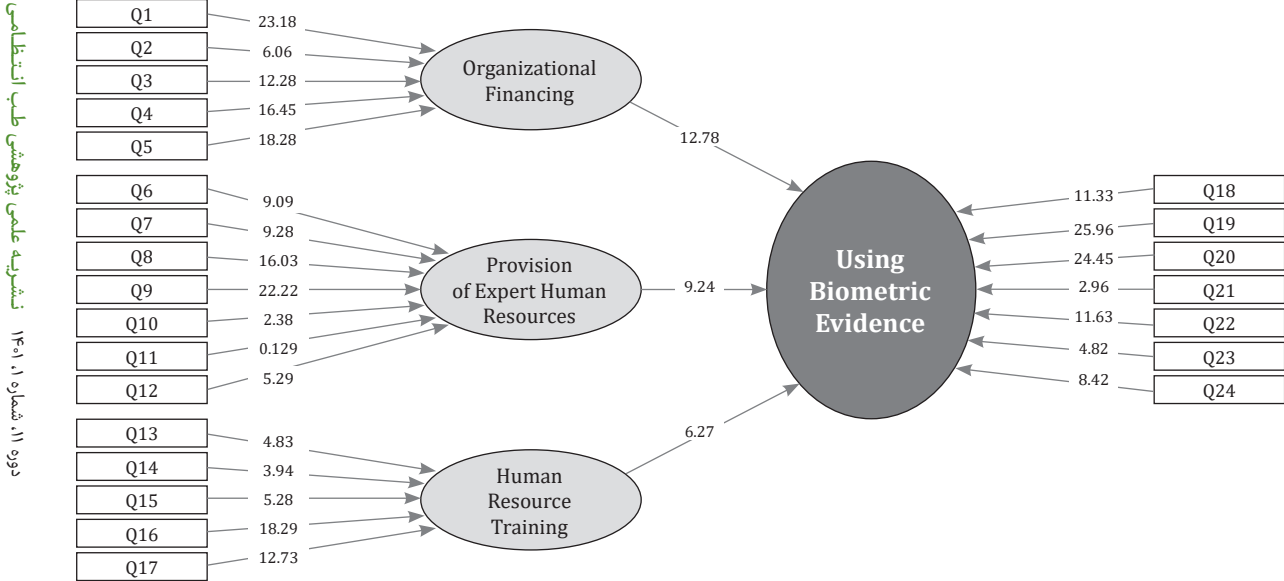 نشریه علمی پژوهشی طب انتظامی
دوره ۱۱، شماره ۱، ۱۴۰۱
Q1
23.18
Q2
6.06
Q3
12.28
Q4
16.45
Q5
18.28
Organizational
Financing
12.78
Q6
9.09
Q7
9.28
Q8
16.03
Q9
22.22
Q10
2.38
Q11
0.129
Q12
5.29
Provision
of Expert Human
Resources
9.24
Q13
4.83
Q14
3.94
Q15
5.28
Q16
18.29
Q17
12.73
Human
Resource
Training
6.27
Using
Biometric
Evidence
11.33
Q18
25.96
Q19
24.45
Q20
2.96
Q21
11.63
Q22
4.82
Q23
8.42
Q24